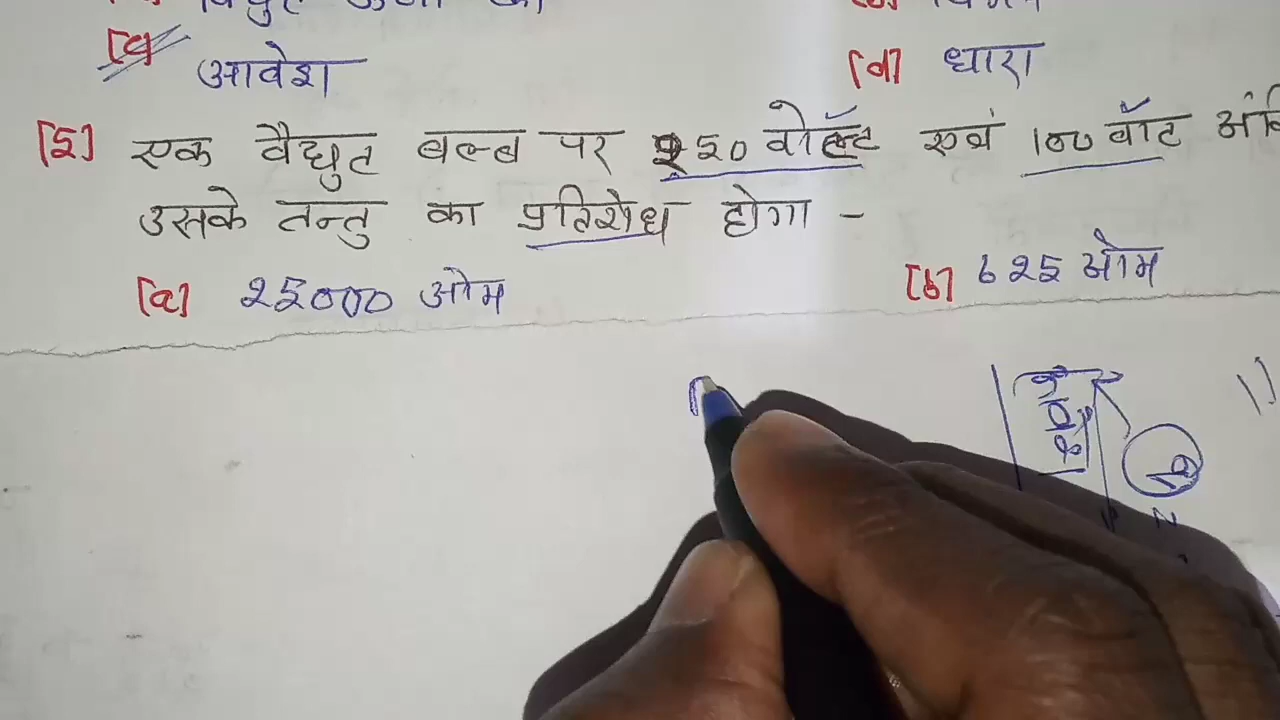 [c] आवेश
[d] धारा
[5] एक वैद्युत बल्ब पर 250 वोल्ट एवं 100 वॉट
उसके तन्तु का प्रतिरोध होगा -
[a] 25000 ओम
[b] 625 ओम